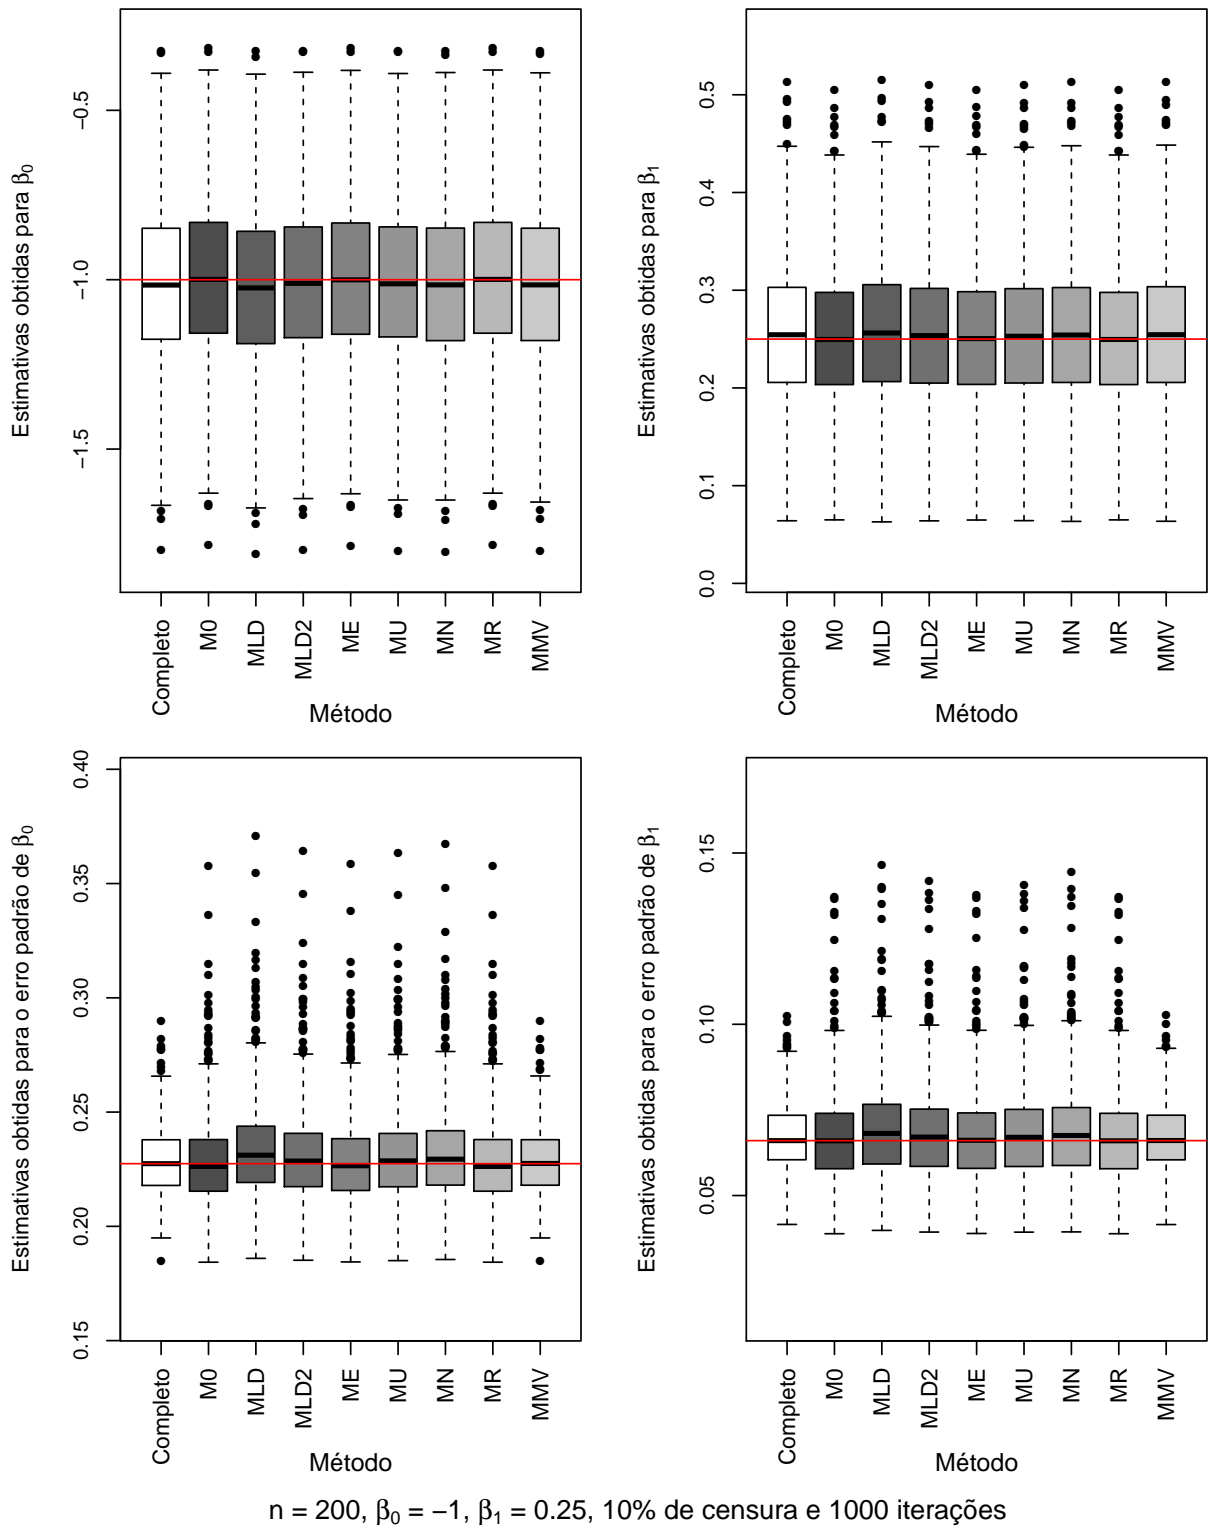 Estimativas obtidas para β₀
−0.5
−1.0
−1.5
Completo
M0
MLD
MLD2
ME
MU
MN
MR
MMV
Método
Estimativas obtidas para β₁
0.5
0.4
0.3
0.2
0.1
0.0
Completo
M0
MLD
MLD2
ME
MU
MN
MR
MMV
Método
Estimativas obtidas para o erro padrão de β₀
0.40
0.35
0.30
0.25
0.20
0.15
Completo
M0
MLD
MLD2
ME
MU
MN
MR
MMV
Método
Estimativas obtidas para o erro padrão de β₁
0.15
0.10
0.05
Completo
M0
MLD
MLD2
ME
MU
MN
MR
MMV
Método
n = 200, β₀ = −1, β₁ = 0.25, 10% de censura e 1000 iterações